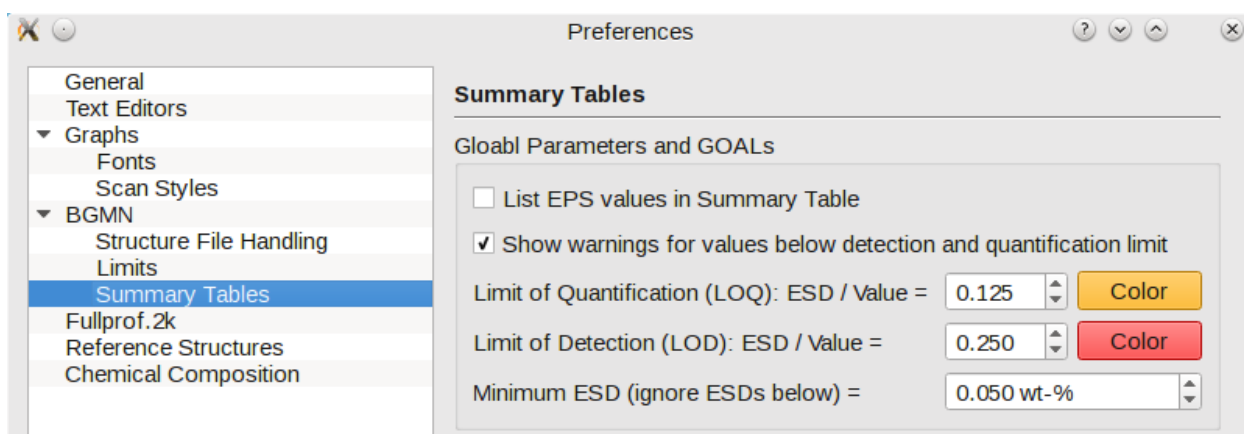 Preferences
General
Text Editors
Graphs
Fonts
Scan Styles
BGMN
Structure File Handling
Limits
Summary Tables
Fullprof.2k
Reference Structures
Chemical Composition
Summary Tables
Gloabl Parameters and GOALs
List EPS values in Summary Table
Show warnings for values below detection and quantification limit
Limit of Quantification (LOQ): ESD / Value = 0.125 Color
Limit of Detection (LOD): ESD / Value = 0.250 Color
Minimum ESD (ignore ESDs below) = 0.050 wt-%